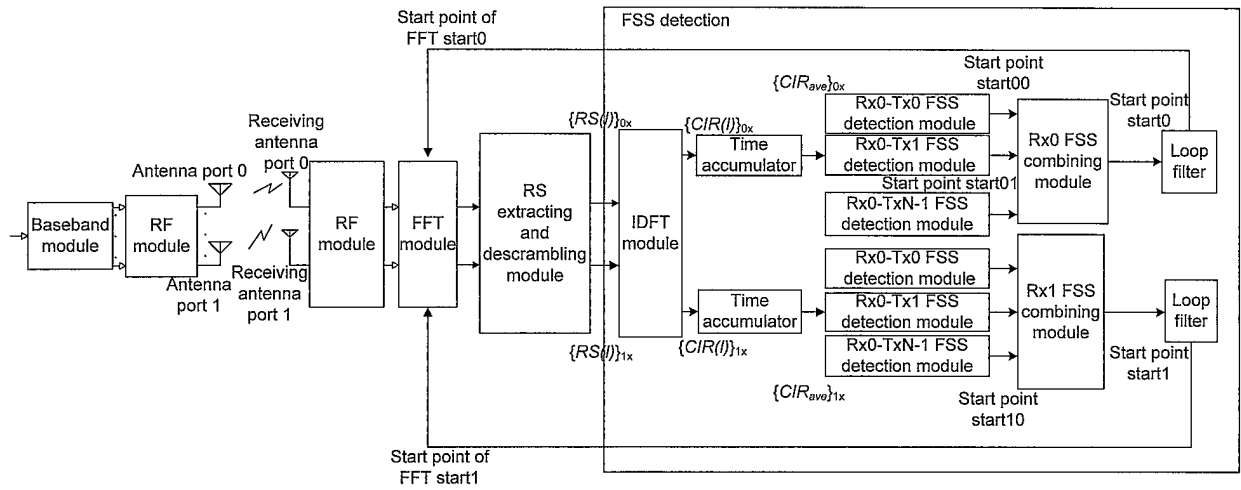 FSS detection
Start point of
FFT start0
Start point
start00
{CIRave}0x
Start point
start0
{RS(l)}0x
{CIR(l)}0x
Receiving
antenna
port 0
Antenna port 0
Baseband
module
RF
module
Antenna
port 1
Receiving
antenna
port 1
RF
module
FFT
module
RS
extracting
and
descrambling
module
IDFT
module
Time
accumulator
Rx0-Tx0 FSS
detection module
Rx0-Tx1 FSS
detection module
Start point start01
Rx0-TxN-1 FSS
detection module
Rx0 FSS
combining
module
Loop
filter
Time
accumulator
Rx0-Tx0 FSS
detection module
Rx0-Tx1 FSS
detection module
Rx0-TxN-1 FSS
detection module
Rx1 FSS
combining
module
Loop
filter
{RS(l)}1x
{CIR(l)}1x
{CIRave}1x
Start point
start10
Start point
start1
Start point of
FFT start1